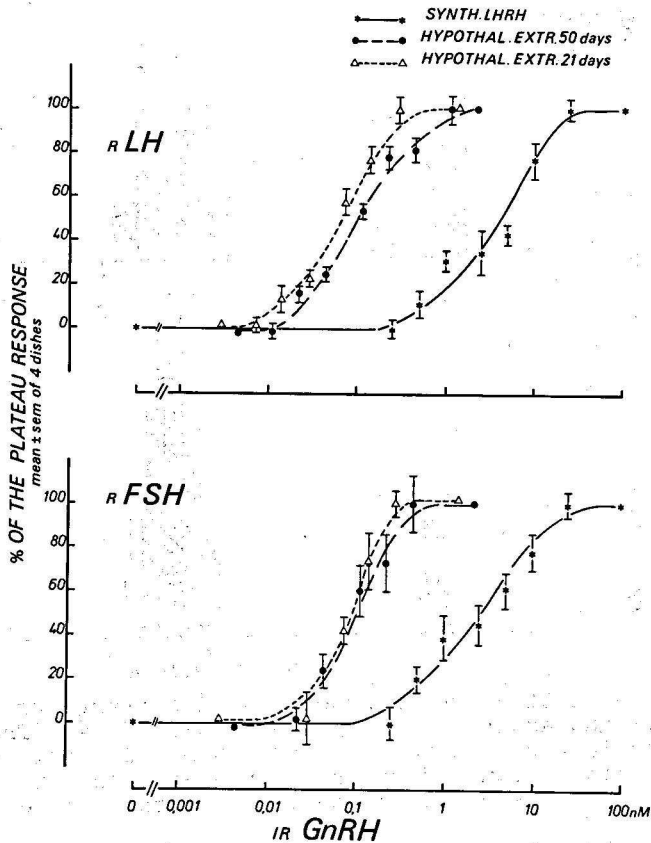 SYNTH. LHRH
HYPOTHAL. EXTR. 50 days
HYPOTHAL. EXTR. 21 days
R LH
100
80
60
40
20
0
% OF THE PLATEAU RESPONSE
mean ± sem of 4 dishes
R FSH
100
80
60
40
20
0
0 0,001 0,01 0,1 1 10 100nM
IR GnRH